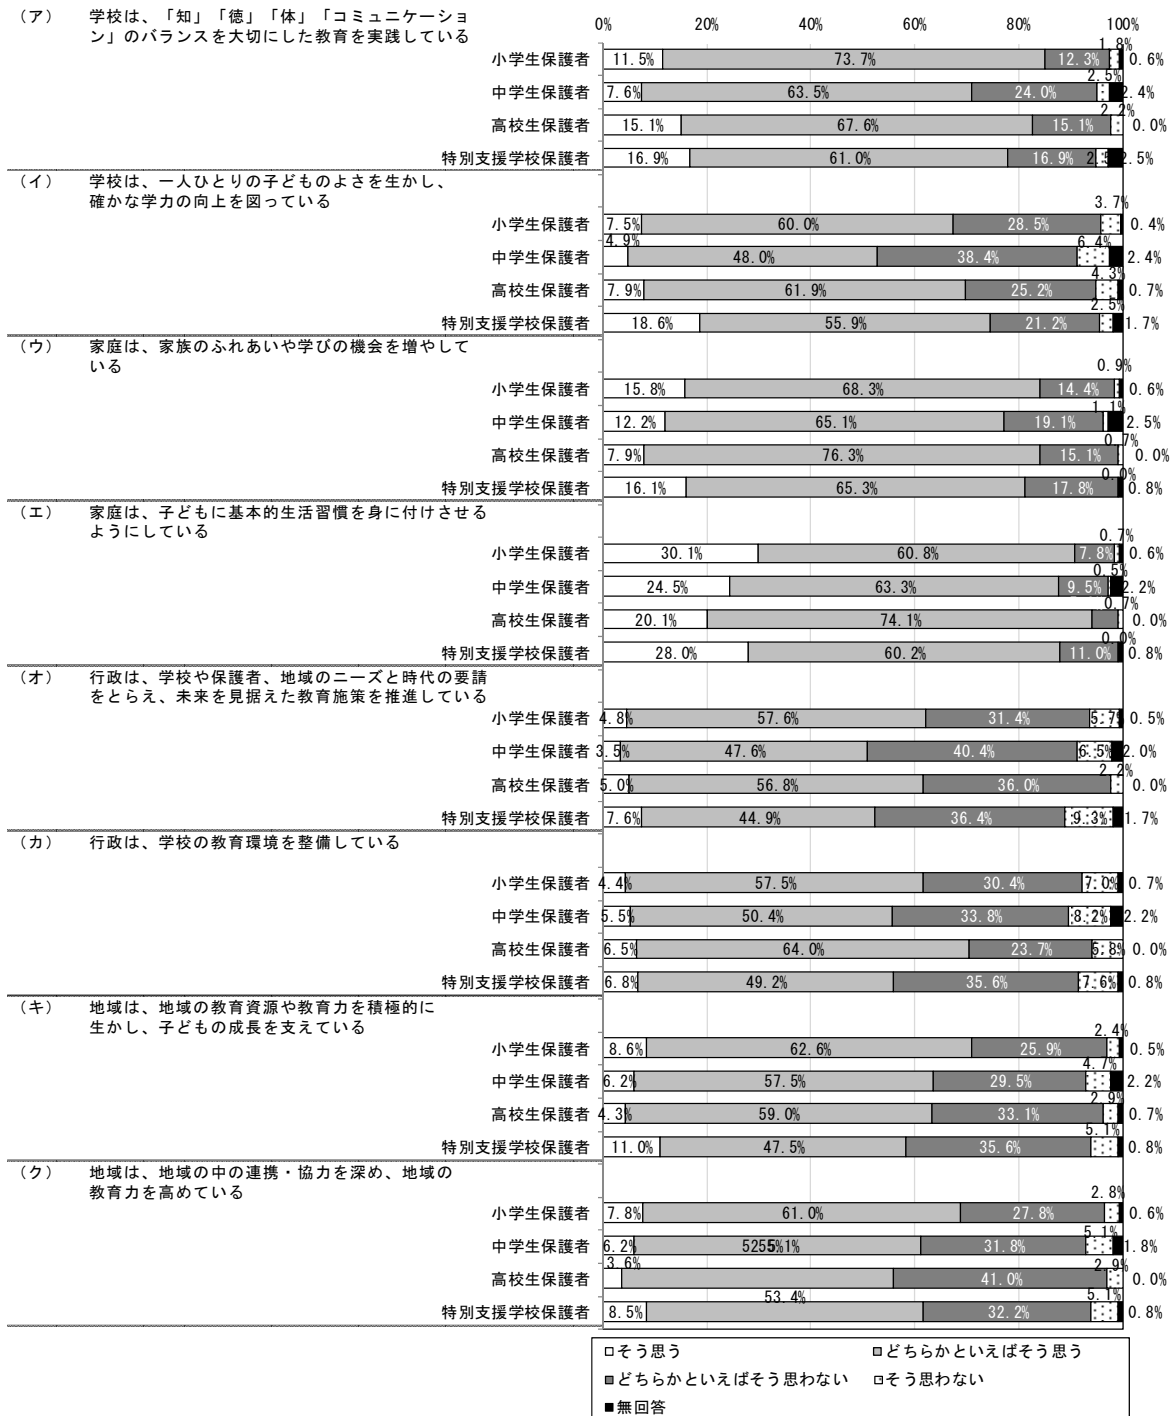 (ア) 学校は、「知」「徳」「体」「コミュニケーショ
ン」のバランスを大切にした教育を実践している
0% 20% 40% 60% 80% 100%
小学生保護者 11.5% 73.7% 12.3% 1.8% 0.6%
中学生保護者 7.6% 63.5% 24.0% 2.5% 2.4%
高校生保護者 15.1% 67.6% 15.1% 2.2% 0.0%
特別支援学校保護者 16.9% 61.0% 16.9% 2.5% 2.5%
(イ) 学校は、一人ひとりの子どものよさを生かし、
確かな学力の向上を図っている
小学生保護者 7.5% 60.0% 28.5% 3.7% 0.4%
中学生保護者 4.9% 48.0% 38.4% 6.4% 2.4%
高校生保護者 7.9% 61.9% 25.2% 4.3% 0.7%
特別支援学校保護者 18.6% 55.9% 21.2% 2.5% 1.7%
(ウ) 家庭は、家族のふれあいや学びの機会を増やして
いる
小学生保護者 15.8% 68.3% 14.4% 0.9% 0.6%
中学生保護者 12.2% 65.1% 19.1% 1.1% 2.5%
高校生保護者 7.9% 76.3% 15.1% 0.7% 0.0%
特別支援学校保護者 16.1% 65.3% 17.8% 0.0% 0.8%
(エ) 家庭は、子どもに基本的生活習慣を身に付けさせる
ようにしている
小学生保護者 30.1% 60.8% 7.8% 0.7% 0.6%
中学生保護者 24.5% 63.3% 9.5% 0.5% 2.2%
高校生保護者 20.1% 74.1% 0.7% 0.0%
特別支援学校保護者 28.0% 60.2% 11.0% 0.0% 0.8%
(オ) 行政は、学校や保護者、地域のニーズと時代の要請
をとらえ、未来を見据えた教育施策を推進している
小学生保護者 4.8% 57.6% 31.4% 5.7% 0.5%
中学生保護者 3.5% 47.6% 40.4% 6.5% 2.0%
高校生保護者 5.0% 56.8% 36.0% 2.2% 0.0%
特別支援学校保護者 7.6% 44.9% 36.4% 9.3% 1.7%
(カ) 行政は、学校の教育環境を整備している
小学生保護者 4.4% 57.5% 30.4% 7.0% 0.7%
中学生保護者 5.5% 50.4% 33.8% 8.2% 2.2%
高校生保護者 6.5% 64.0% 23.7% 5.8% 0.0%
特別支援学校保護者 6.8% 49.2% 35.6% 7.6% 0.8%
(キ) 地域は、地域の教育資源や教育力を積極的に
生かし、子どもの成長を支えている
小学生保護者 8.6% 62.6% 25.9% 2.4% 0.5%
中学生保護者 6.2% 57.5% 29.5% 4.7% 2.2%
高校生保護者 4.3% 59.0% 33.1% 2.9% 0.7%
特別支援学校保護者 11.0% 47.5% 35.6% 5.1% 0.8%
(ク) 地域は、地域の中の連携・協力を深め、地域の
教育力を高めている
小学生保護者 7.8% 61.0% 27.8% 2.8% 0.6%
中学生保護者 6.2% 31.8% 5.1% 1.8%
高校生保護者 3.6% 41.0% 2.9% 0.0%
特別支援学校保護者 8.5% 53.4% 32.2% 5.1% 0.8%
そう思う どちらかといえばそう思う
どちらかといえばそう思わない そう思わない
無回答